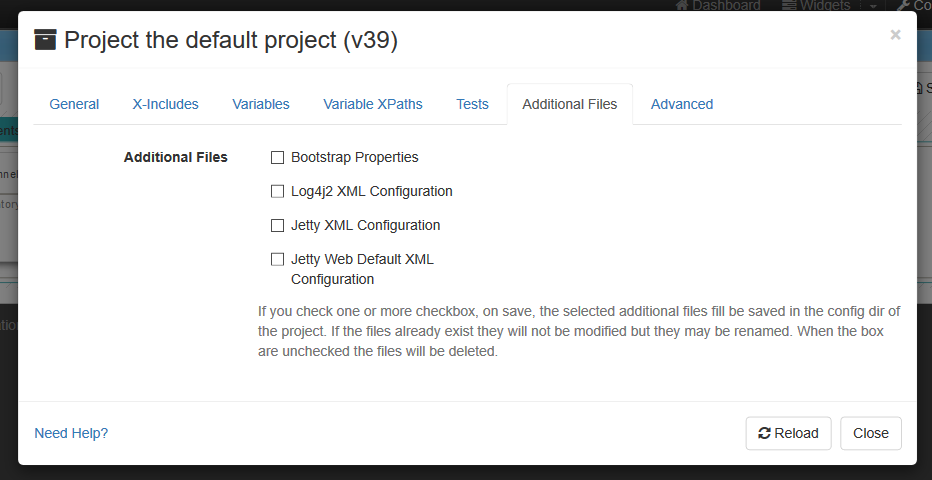 Dashboard Widgets Co
Project the default project (v39) ×
General X-Includes Variables Variable XPaths Tests Additional Files Advanced
Additional Files
Bootstrap Properties
Log4j2 XML Configuration
Jetty XML Configuration
Jetty Web Default XML
Configuration
If you check one or more checkbox, on save, the selected additional files fill be saved in the config dir of
the project. If the files already exist they will not be modified but they may be renamed. When the box
are unchecked the files will be deleted.
Need Help? Reload Close